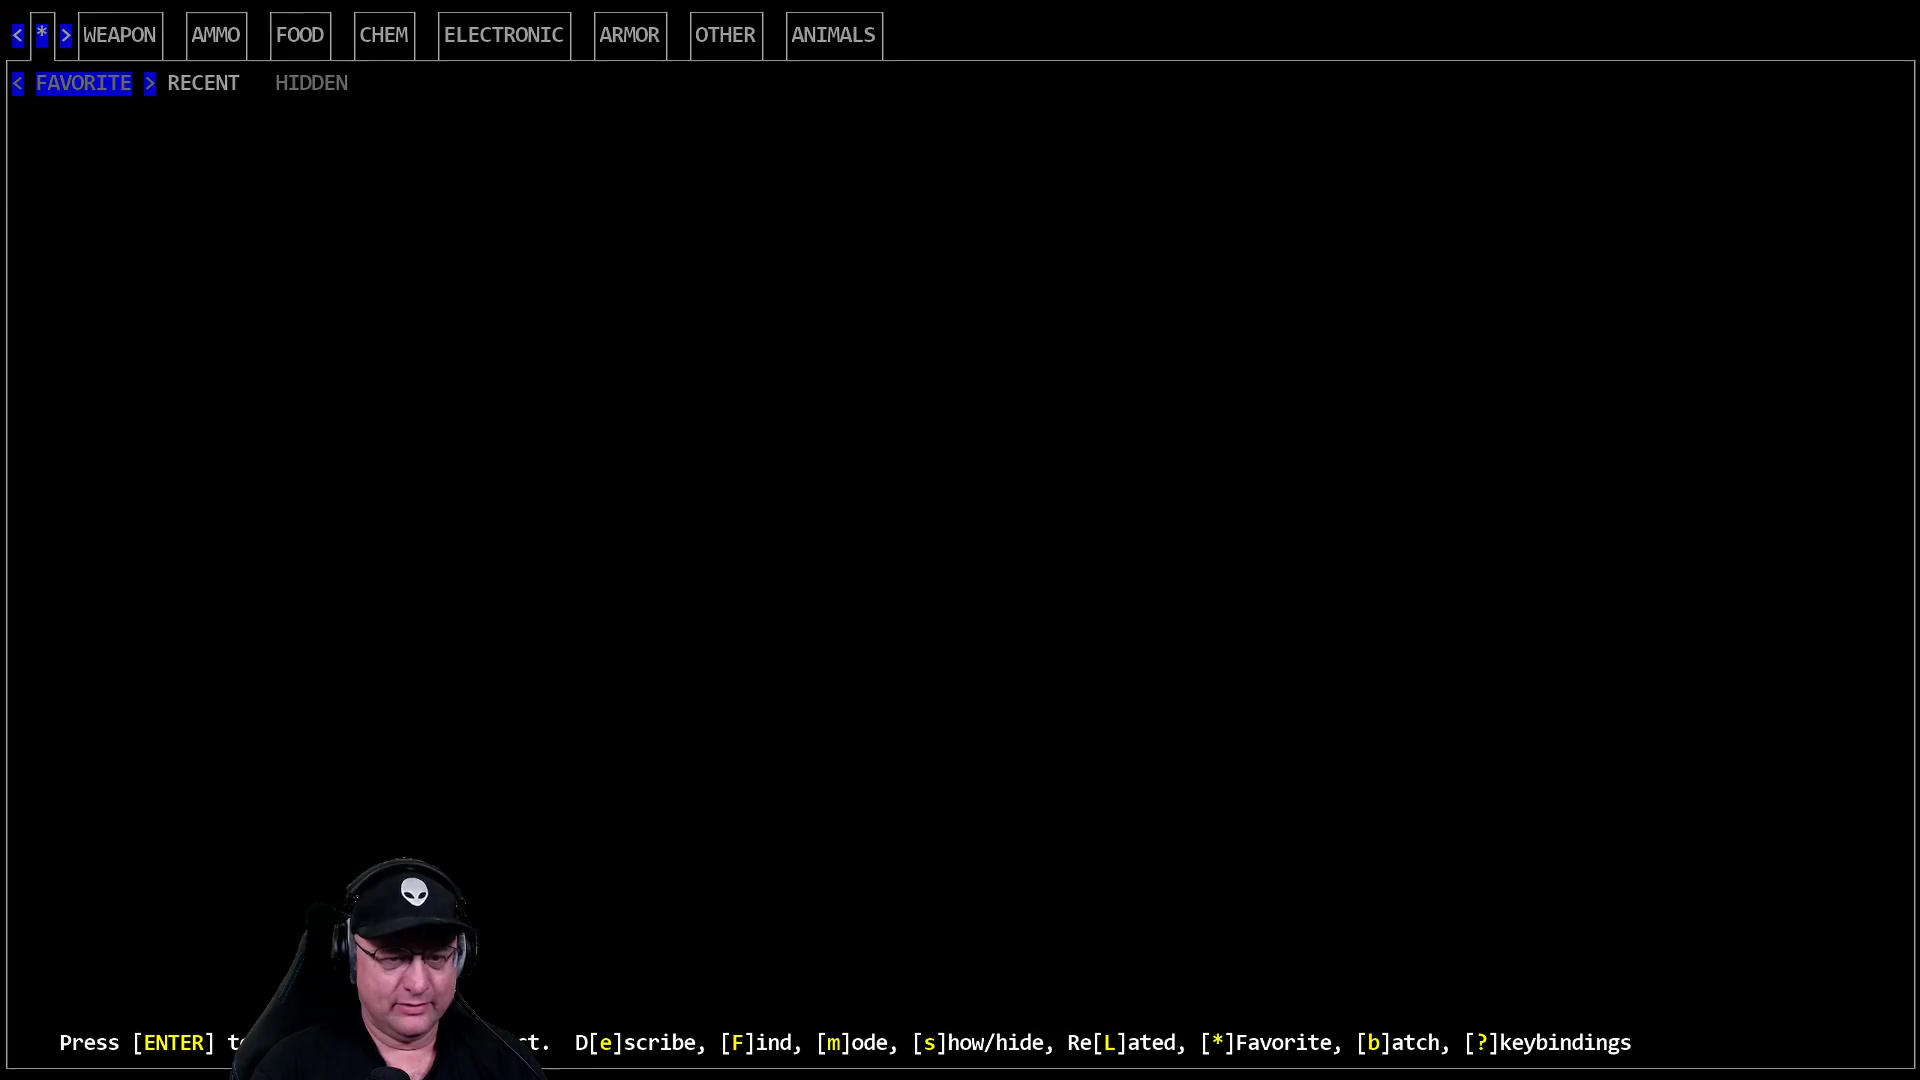 < * > WEAPON AMMO FOOD CHEM ELECTRONIC ARMOR OTHER ANIMALS
< FAVORITE > RECENT HIDDEN
Press [ENTER] D[e]scribe, [F]ind, [m]ode, [s]how/hide, Re[L]ated, [*]Favorite, [b]atch, [?]keybindings